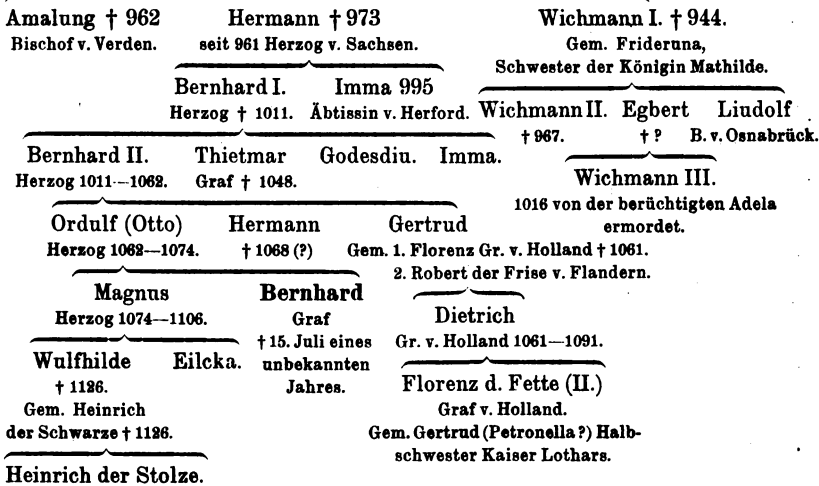 Amalung † 962 Hermann † 973 Wichmann I. † 944.
Bischof v. Verden. seit 961 Herzog v. Sachsen. Gem. Frideruna,
Schwester der Königin Mathilde.
Bernhard I. Imma 995
Herzog † 1011. Äbtissin v. Herford. Wichmann II. Egbert Liudolf
† 967. † ? B. v. Osnabrück.
Bernhard II. Thietmar Godesdiu. Imma.
Herzog 1011—1062. Graf † 1048. Wichmann III.
1016 von der berüchtigten Adela
Ordulf (Otto) Hermann Gertrud ermordet.
Herzog 1062—1074. † 1068 (?) Gem. 1. Florenz Gr. v. Holland † 1061.
2. Robert der Frise v. Flandern.
Magnus Bernhard
Herzog 1074—1106. Graf Dietrich
† 15. Juli eines Gr. v. Holland 1061—1091.
Wulfhilde Eilcka. unbekannten
† 1126. Jahres. Florenz d. Fette (II.)
Gem. Heinrich Graf v. Holland.
der Schwarze † 1126. Gem. Gertrud (Petronella ?) Halb-
schwester Kaiser Lothars.
Heinrich der Stolze.